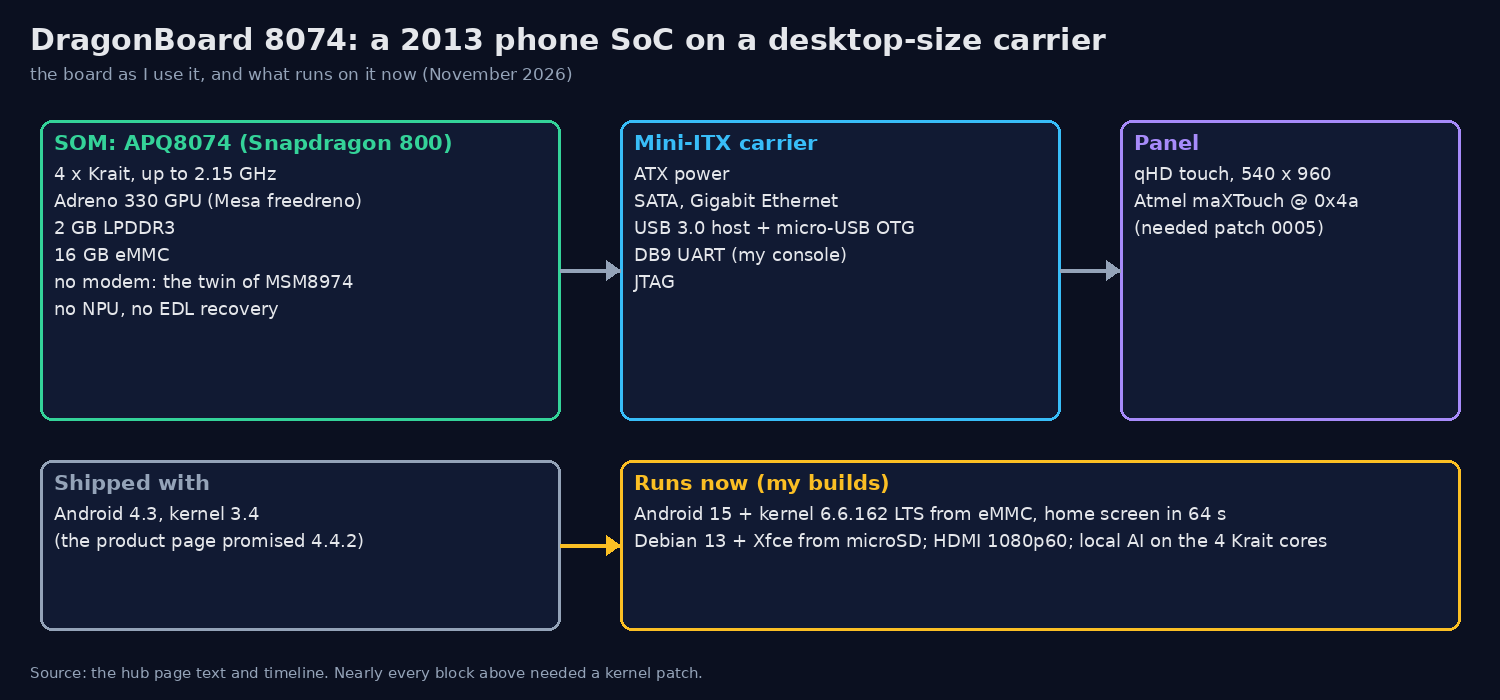 DragonBoard 8074: a 2013 phone SoC on a desktop-size carrier
the board as I use it, and what runs on it now (November 2026)
SOM: APQ8074 (Snapdragon 800)
4 x Krait, up to 2.15 GHz
Adreno 330 GPU (Mesa freedreno)
2 GB LPDDR3
16 GB eMMC
no modem: the twin of MSM8974
no NPU, no EDL recovery
Mini-ITX carrier
ATX power
SATA, Gigabit Ethernet
USB 3.0 host + micro-USB OTG
DB9 UART (my console)
JTAG
Panel
qHD touch, 540 x 960
Atmel maXTouch @ 0x4a
(needed patch 0005)
Shipped with
Android 4.3, kernel 3.4
(the product page promised 4.4.2)
Runs now (my builds)
Android 15 + kernel 6.6.162 LTS from eMMC, home screen in 64 s
Debian 13 + Xfce from microSD; HDMI 1080p60; local AI on the 4 Krait cores
Source: the hub page text and timeline. Nearly every block above needed a kernel patch.